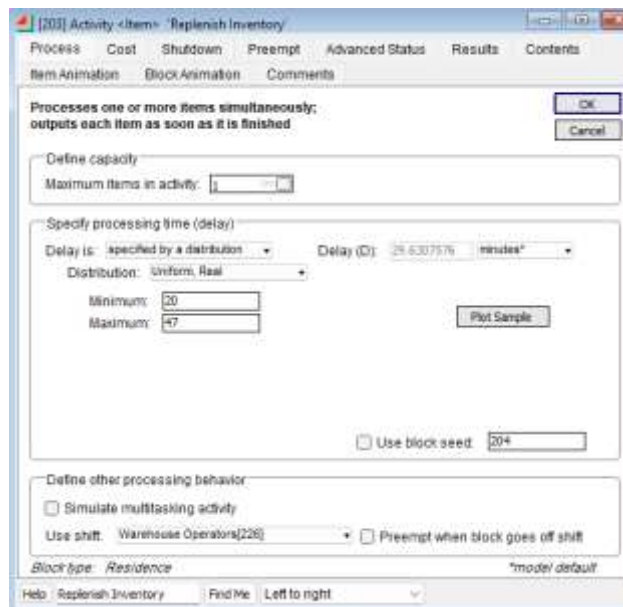 [203] Activity <Item> 'Replenish Inventory'
Process Cost Shutdown Preempt Advanced Status Results Contents
Item Animation Block Animation Comments
Processes one or more items simultaneously;
outputs each item as soon as it is finished
OK
Cancel
Define capacity
Maximum items in activity: 1
Specify processing time (delay)
Delay is: specified by a distribution Delay (D): 29.6307576 minutes*
Distribution: Uniform, Real
Minimum: 20
Maximum: 47
Plot Sample
Use block seed: 204
Define other processing behavior
Simulate multitasking activity
Use shift: Warehouse Operators[226] Preempt when block goes off shift
Block type: Residence *model default
Help Replenish Inventory Find Me Left to right